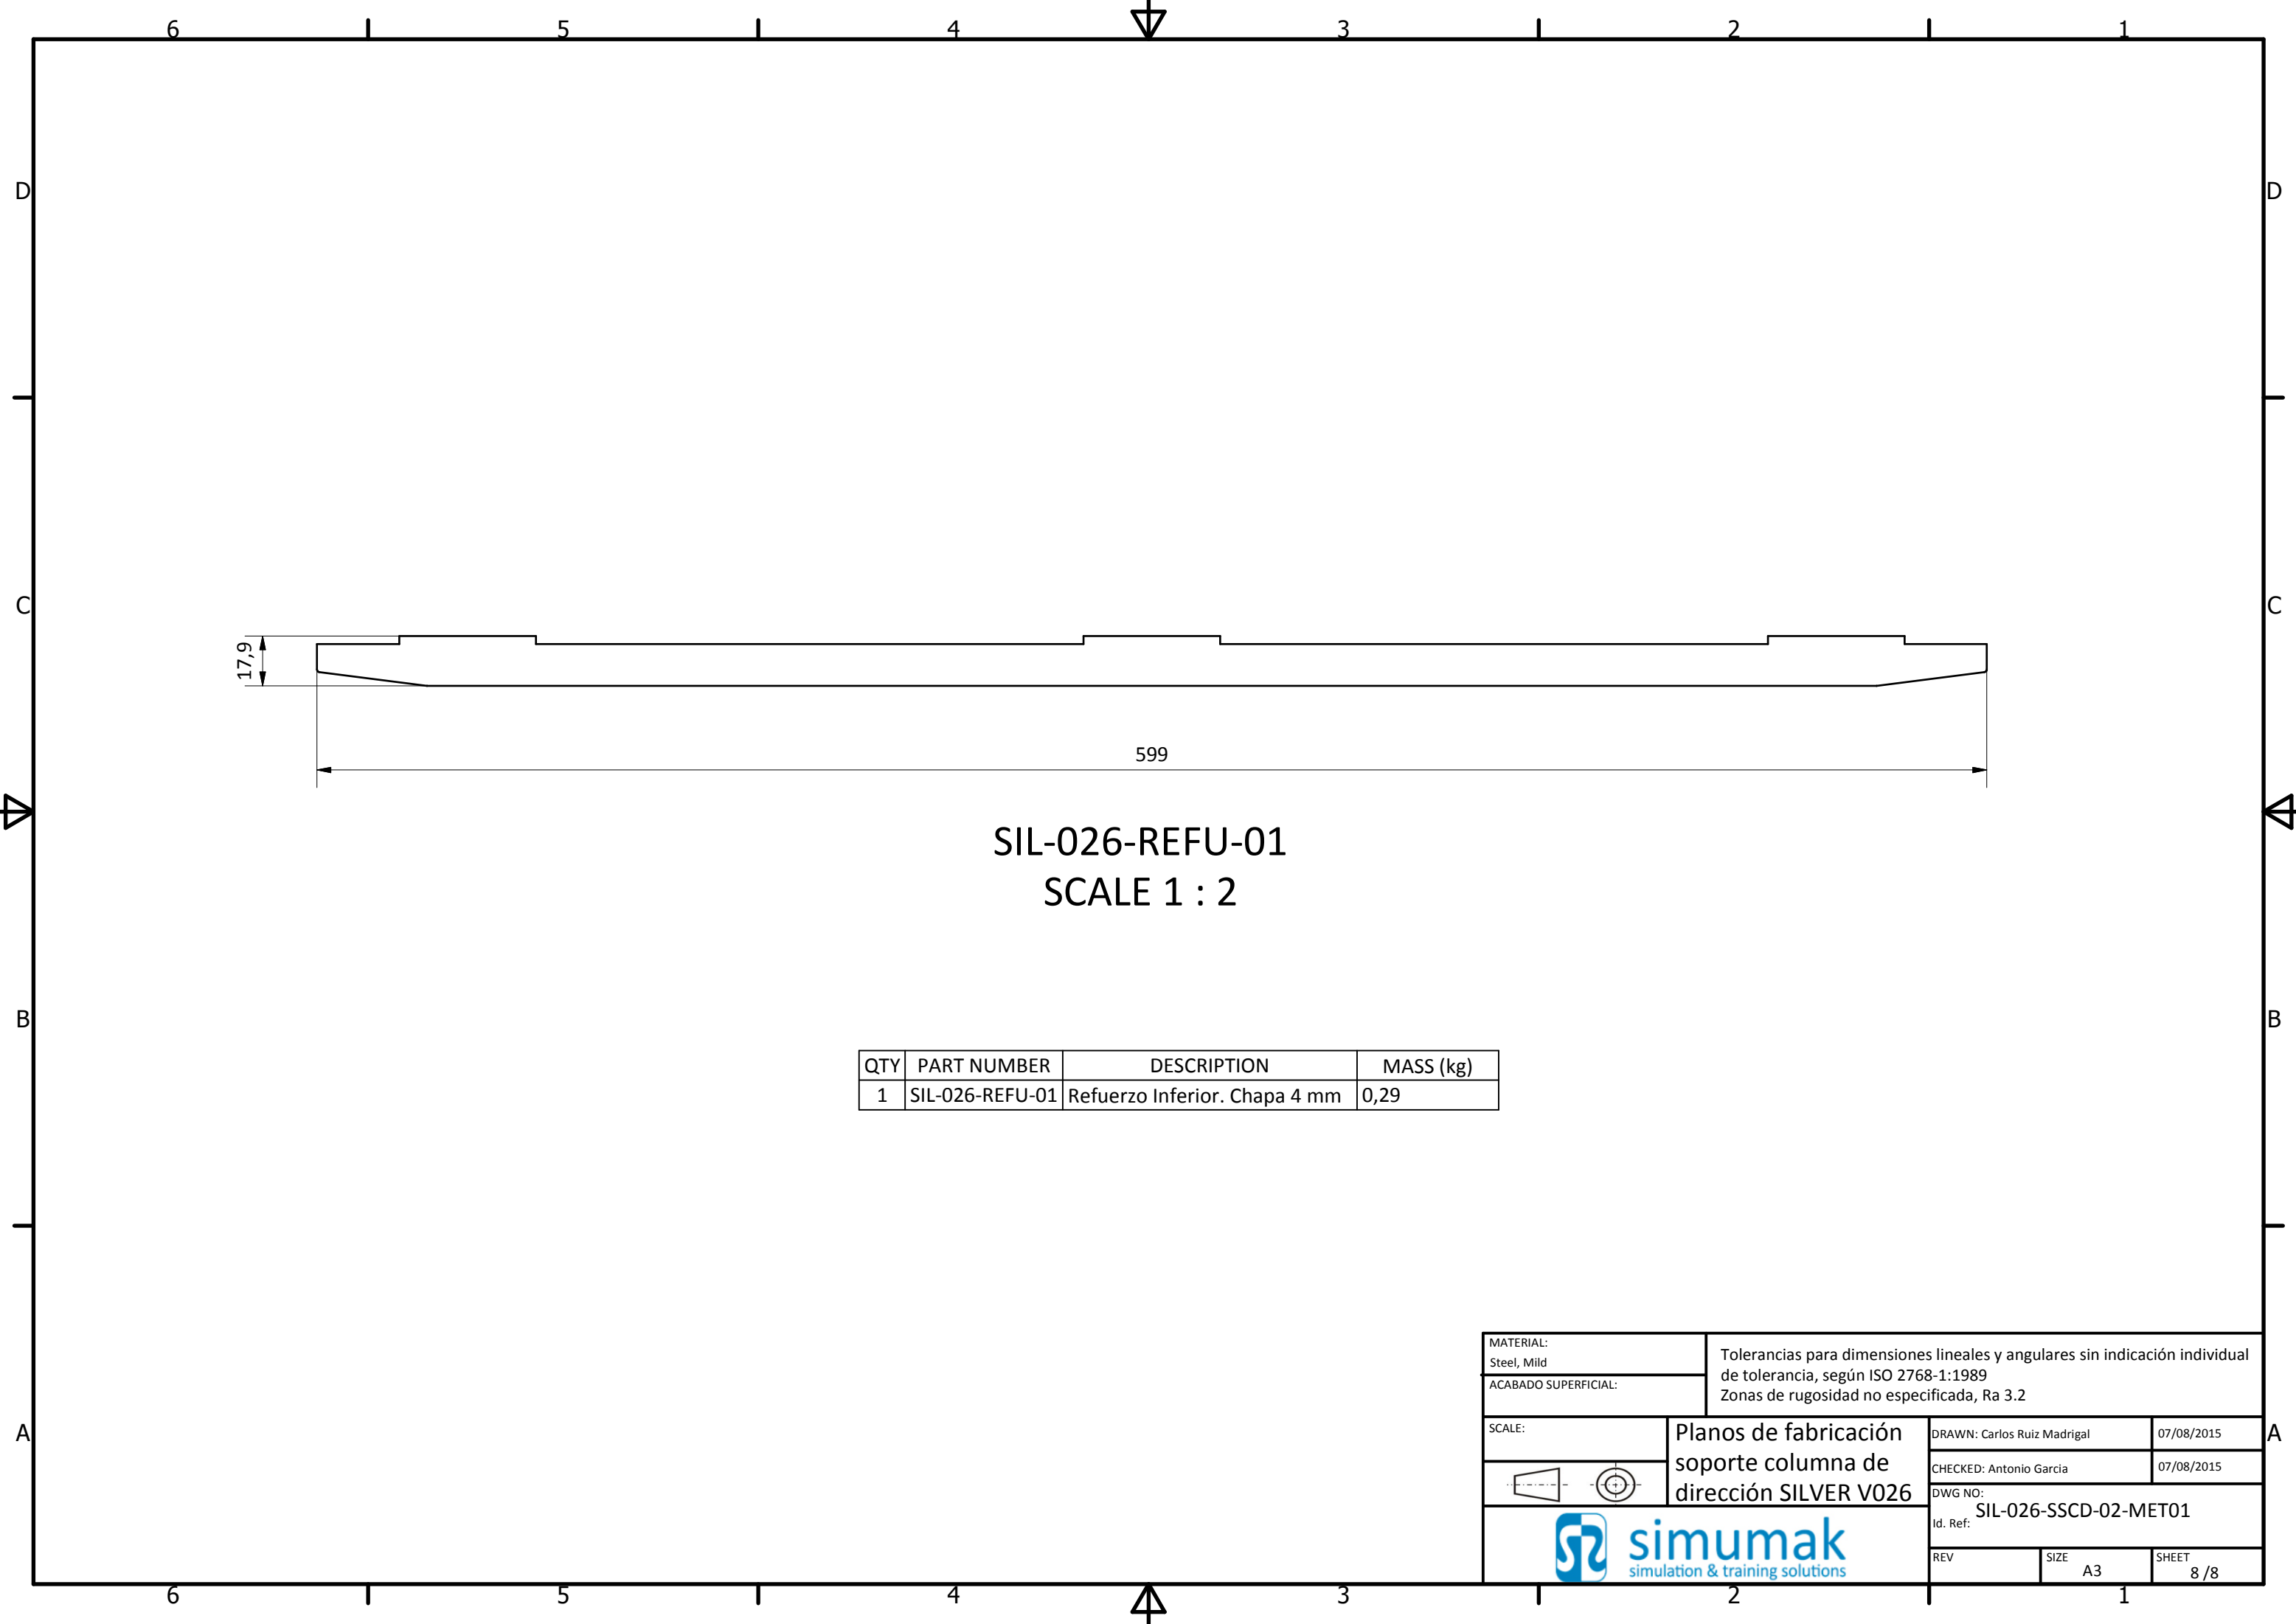 6 5 4 3 2 1
D D
C C
17,9
599
SIL-026-REFU-01
SCALE 1 : 2
B B
QTY PART NUMBER DESCRIPTION MASS (kg)
1 SIL-026-REFU-01 Refuerzo Inferior. Chapa 4 mm 0,29
MATERIAL:
Steel, Mild
ACABADO SUPERFICIAL:
Tolerancias para dimensiones lineales y angulares sin indicación individual
de tolerancia, según ISO 2768-1:1989
Zonas de rugosidad no especificada, Ra 3.2
A A
SCALE:
Planos de fabricación
soporte columna de
dirección SILVER V026
DRAWN: Carlos Ruiz Madrigal 07/08/2015
CHECKED: Antonio Garcia 07/08/2015
DWG NO:
SIL-026-SSCD-02-MET01
Id. Ref:
simumak
simulation & training solutions
REV SIZE SHEET
A3 8 /8
6 5 4 3 2 1